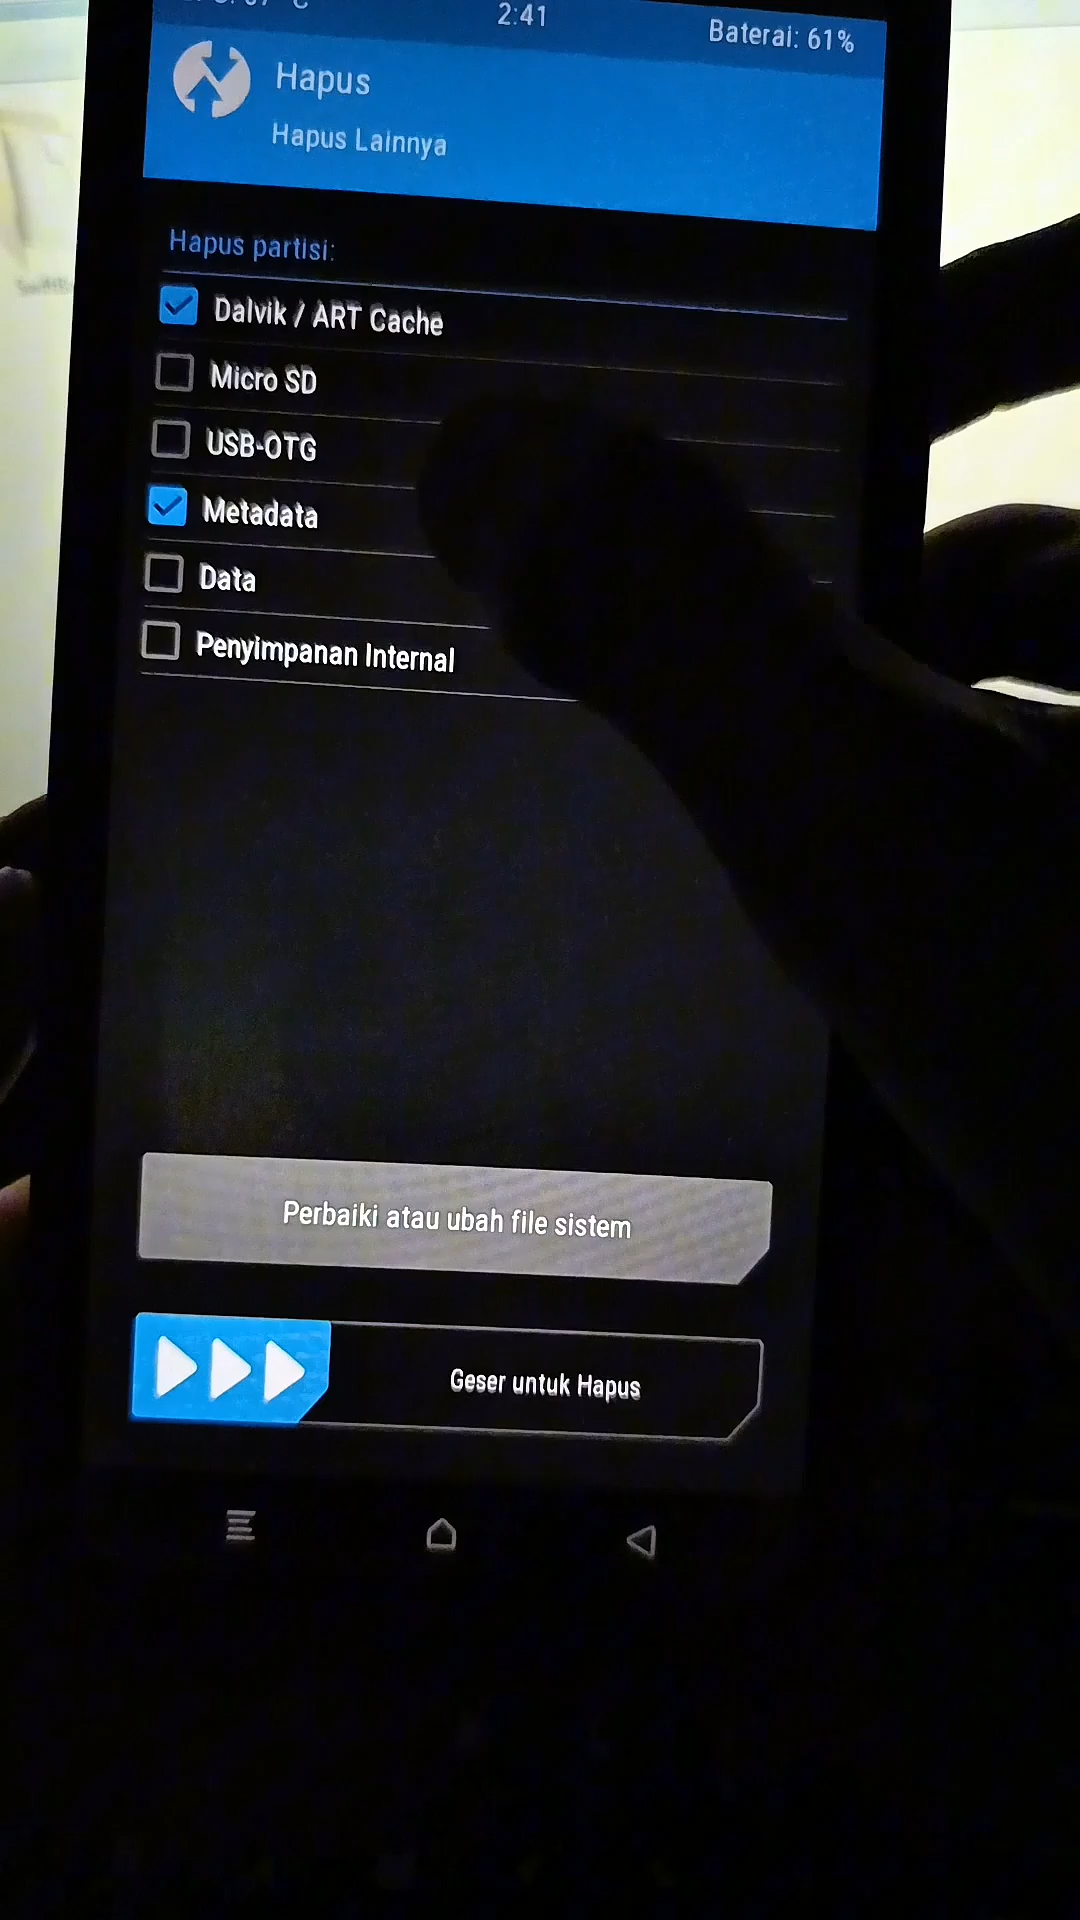 2:41
Baterai: 61%
Hapus
Hapus Lainnya
Hapus partisi:
Dalvik / ART Cache
Micro SD
USB-OTG
Metadata
Data
Penyimpanan Internal
Perbaiki atau ubah file sistem
Geser untuk Hapus